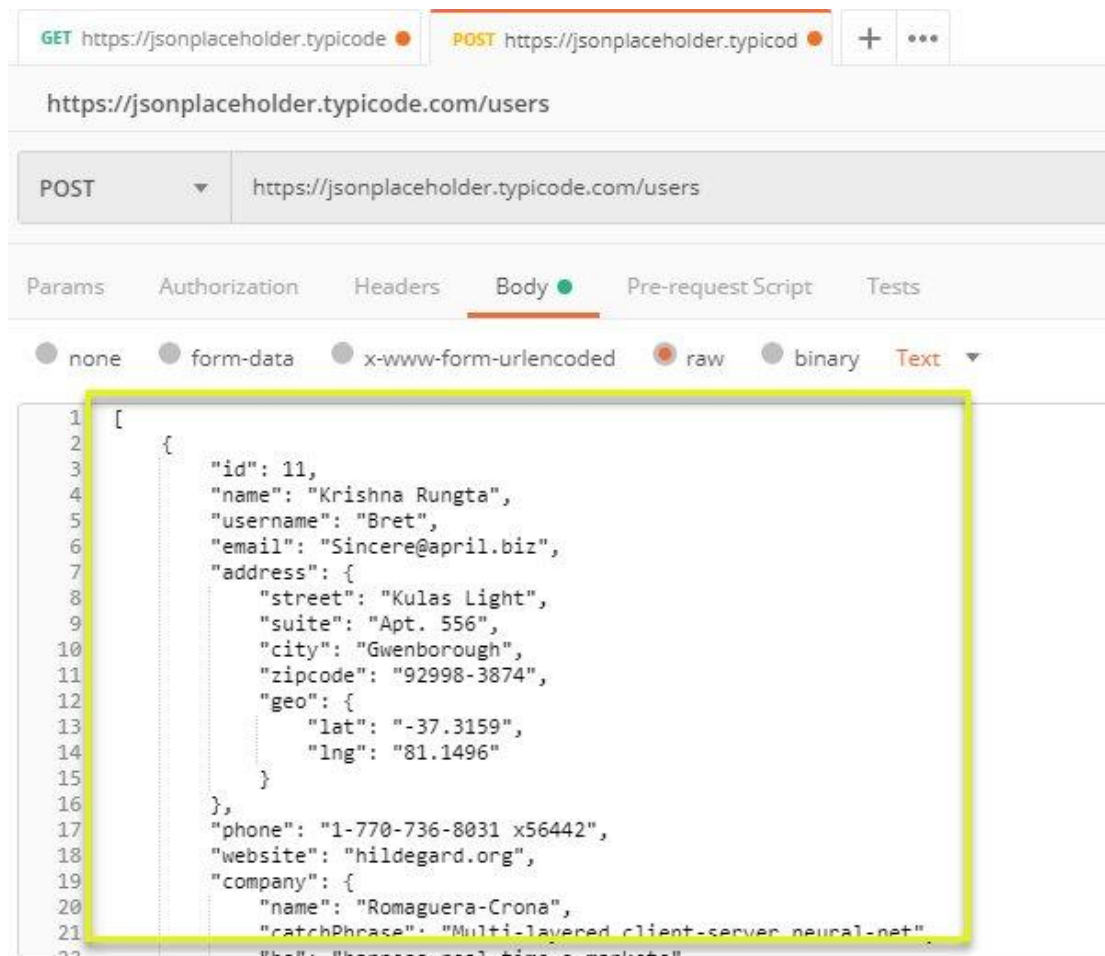 GET https://jsonplaceholder.typicode POST https://jsonplaceholder.typicod + •••
https://jsonplaceholder.typicode.com/users
POST https://jsonplaceholder.typicode.com/users
Params Authorization Headers Body Pre-request Script Tests
none form-data x-www-form-urlencoded raw binary Text
1 [
2 {
3 "id": 11,
4 "name": "Krishna Rungta",
5 "username": "Bret",
6 "email": "Sincere@april.biz",
7 "address": {
8 "street": "Kulas Light",
9 "suite": "Apt. 556",
10 "city": "Gwenborough",
11 "zipcode": "92998-3874",
12 "geo": {
13 "lat": "-37.3159",
14 "lng": "81.1496"
15 }
16 },
17 "phone": "1-770-736-8031 x56442",
18 "website": "hildegard.org",
19 "company": {
20 "name": "Romaguera-Crona",
21 "catchPhrase": "Multi-layered client-server neural-net",